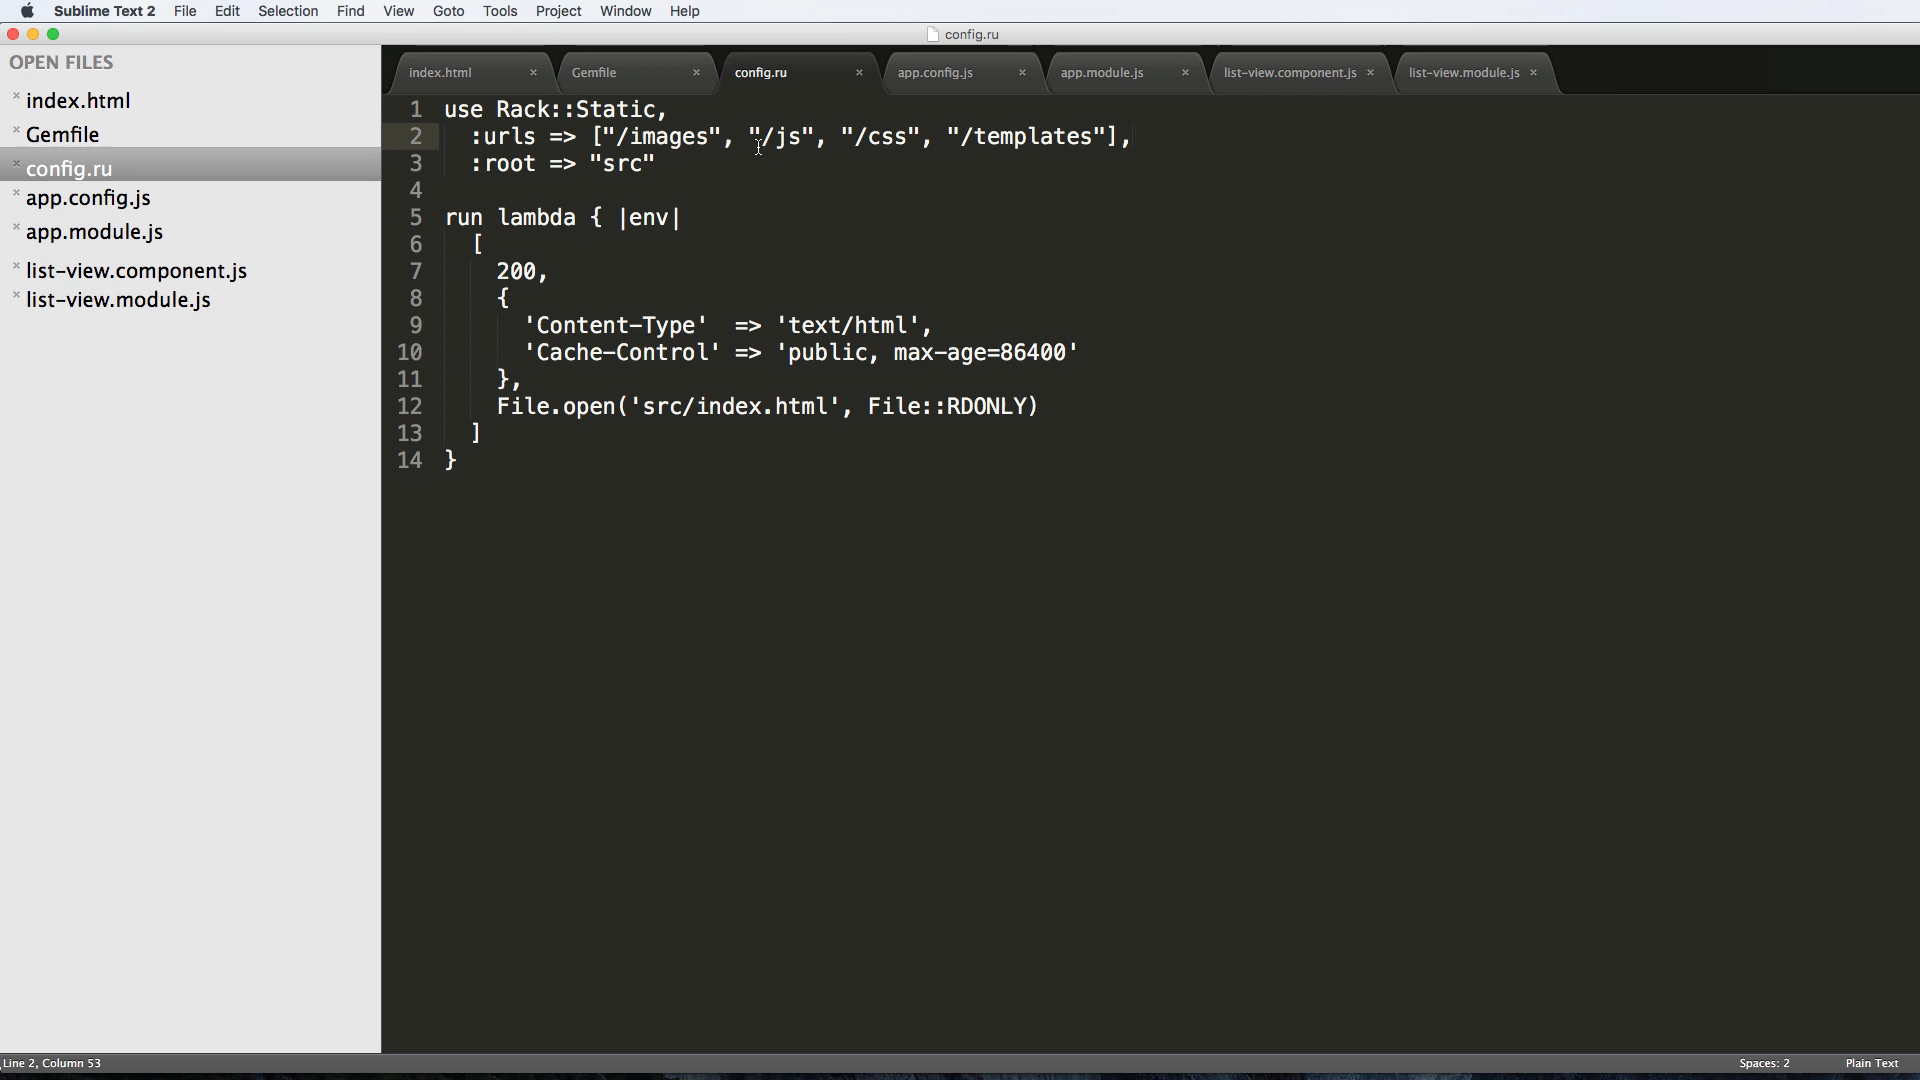 Sublime Text 2 File Edit Selection Find View Goto Tools Project Window Help
config.ru
OPEN FILES
index.html
Gemfile
config.ru
app.config.js
app.module.js
list-view.component.js
list-view.module.js
index.html × Gemfile × config.ru × app.config.js × app.module.js × list-view.component.js × list-view.module.js ×
1 use Rack::Static,
2 :urls => ["/images", "/js", "/css", "/templates"],
3 :root => "src"
4
5 run lambda { |env|
6 [
7 200,
8 {
9 'Content-Type' => 'text/html',
10 'Cache-Control' => 'public, max-age=86400'
11 },
12 File.open('src/index.html', File::RDONLY)
13 ]
14 }
Line 2, Column 53 Spaces: 2 Plain Text